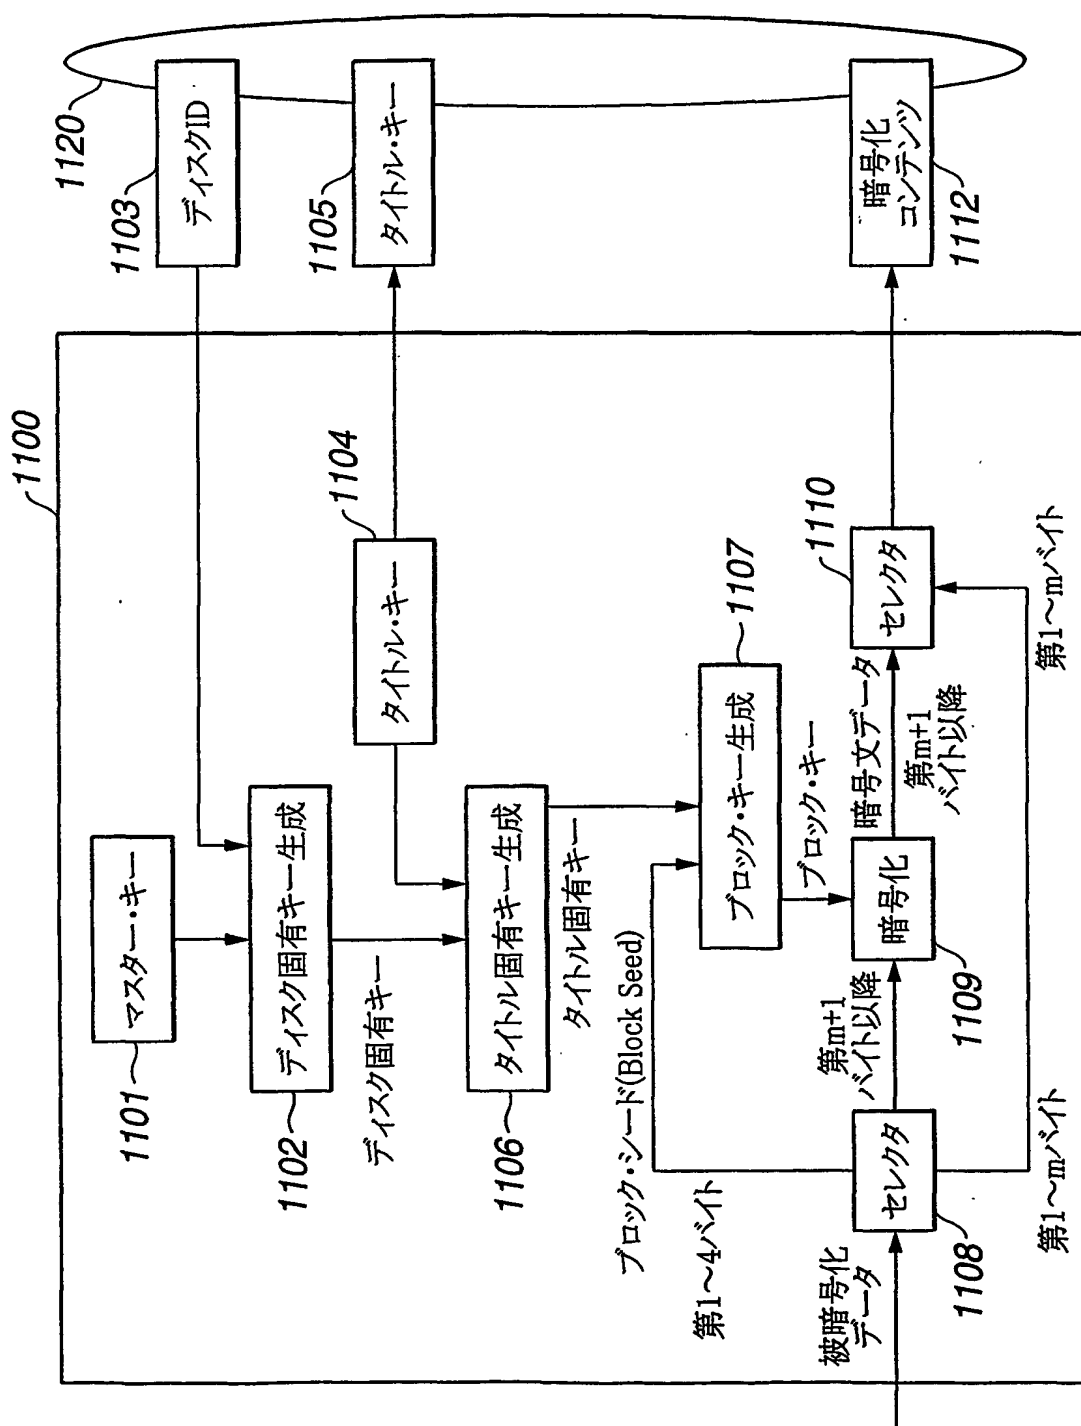 1100
1101
マスター・キー
1102
ディスク固有キー生成
ディスク固有キー
1103
ディスクID
1120
1104
タイトル・キー
1105
タイトル・キー
1106
タイトル固有キー生成
タイトル固有キー
ブロック・シード(Block Seed)
第1〜4バイト
1107
ブロック・キー生成
ブロック・キー
被暗号化
データ
セレクタ
1108
第m+1
バイト以降
暗号化
1109
暗号文データ
第m+1
バイト以降
セレクタ
1110
第1〜mバイト
第1〜mバイト
暗号化
コンテンツ
1112